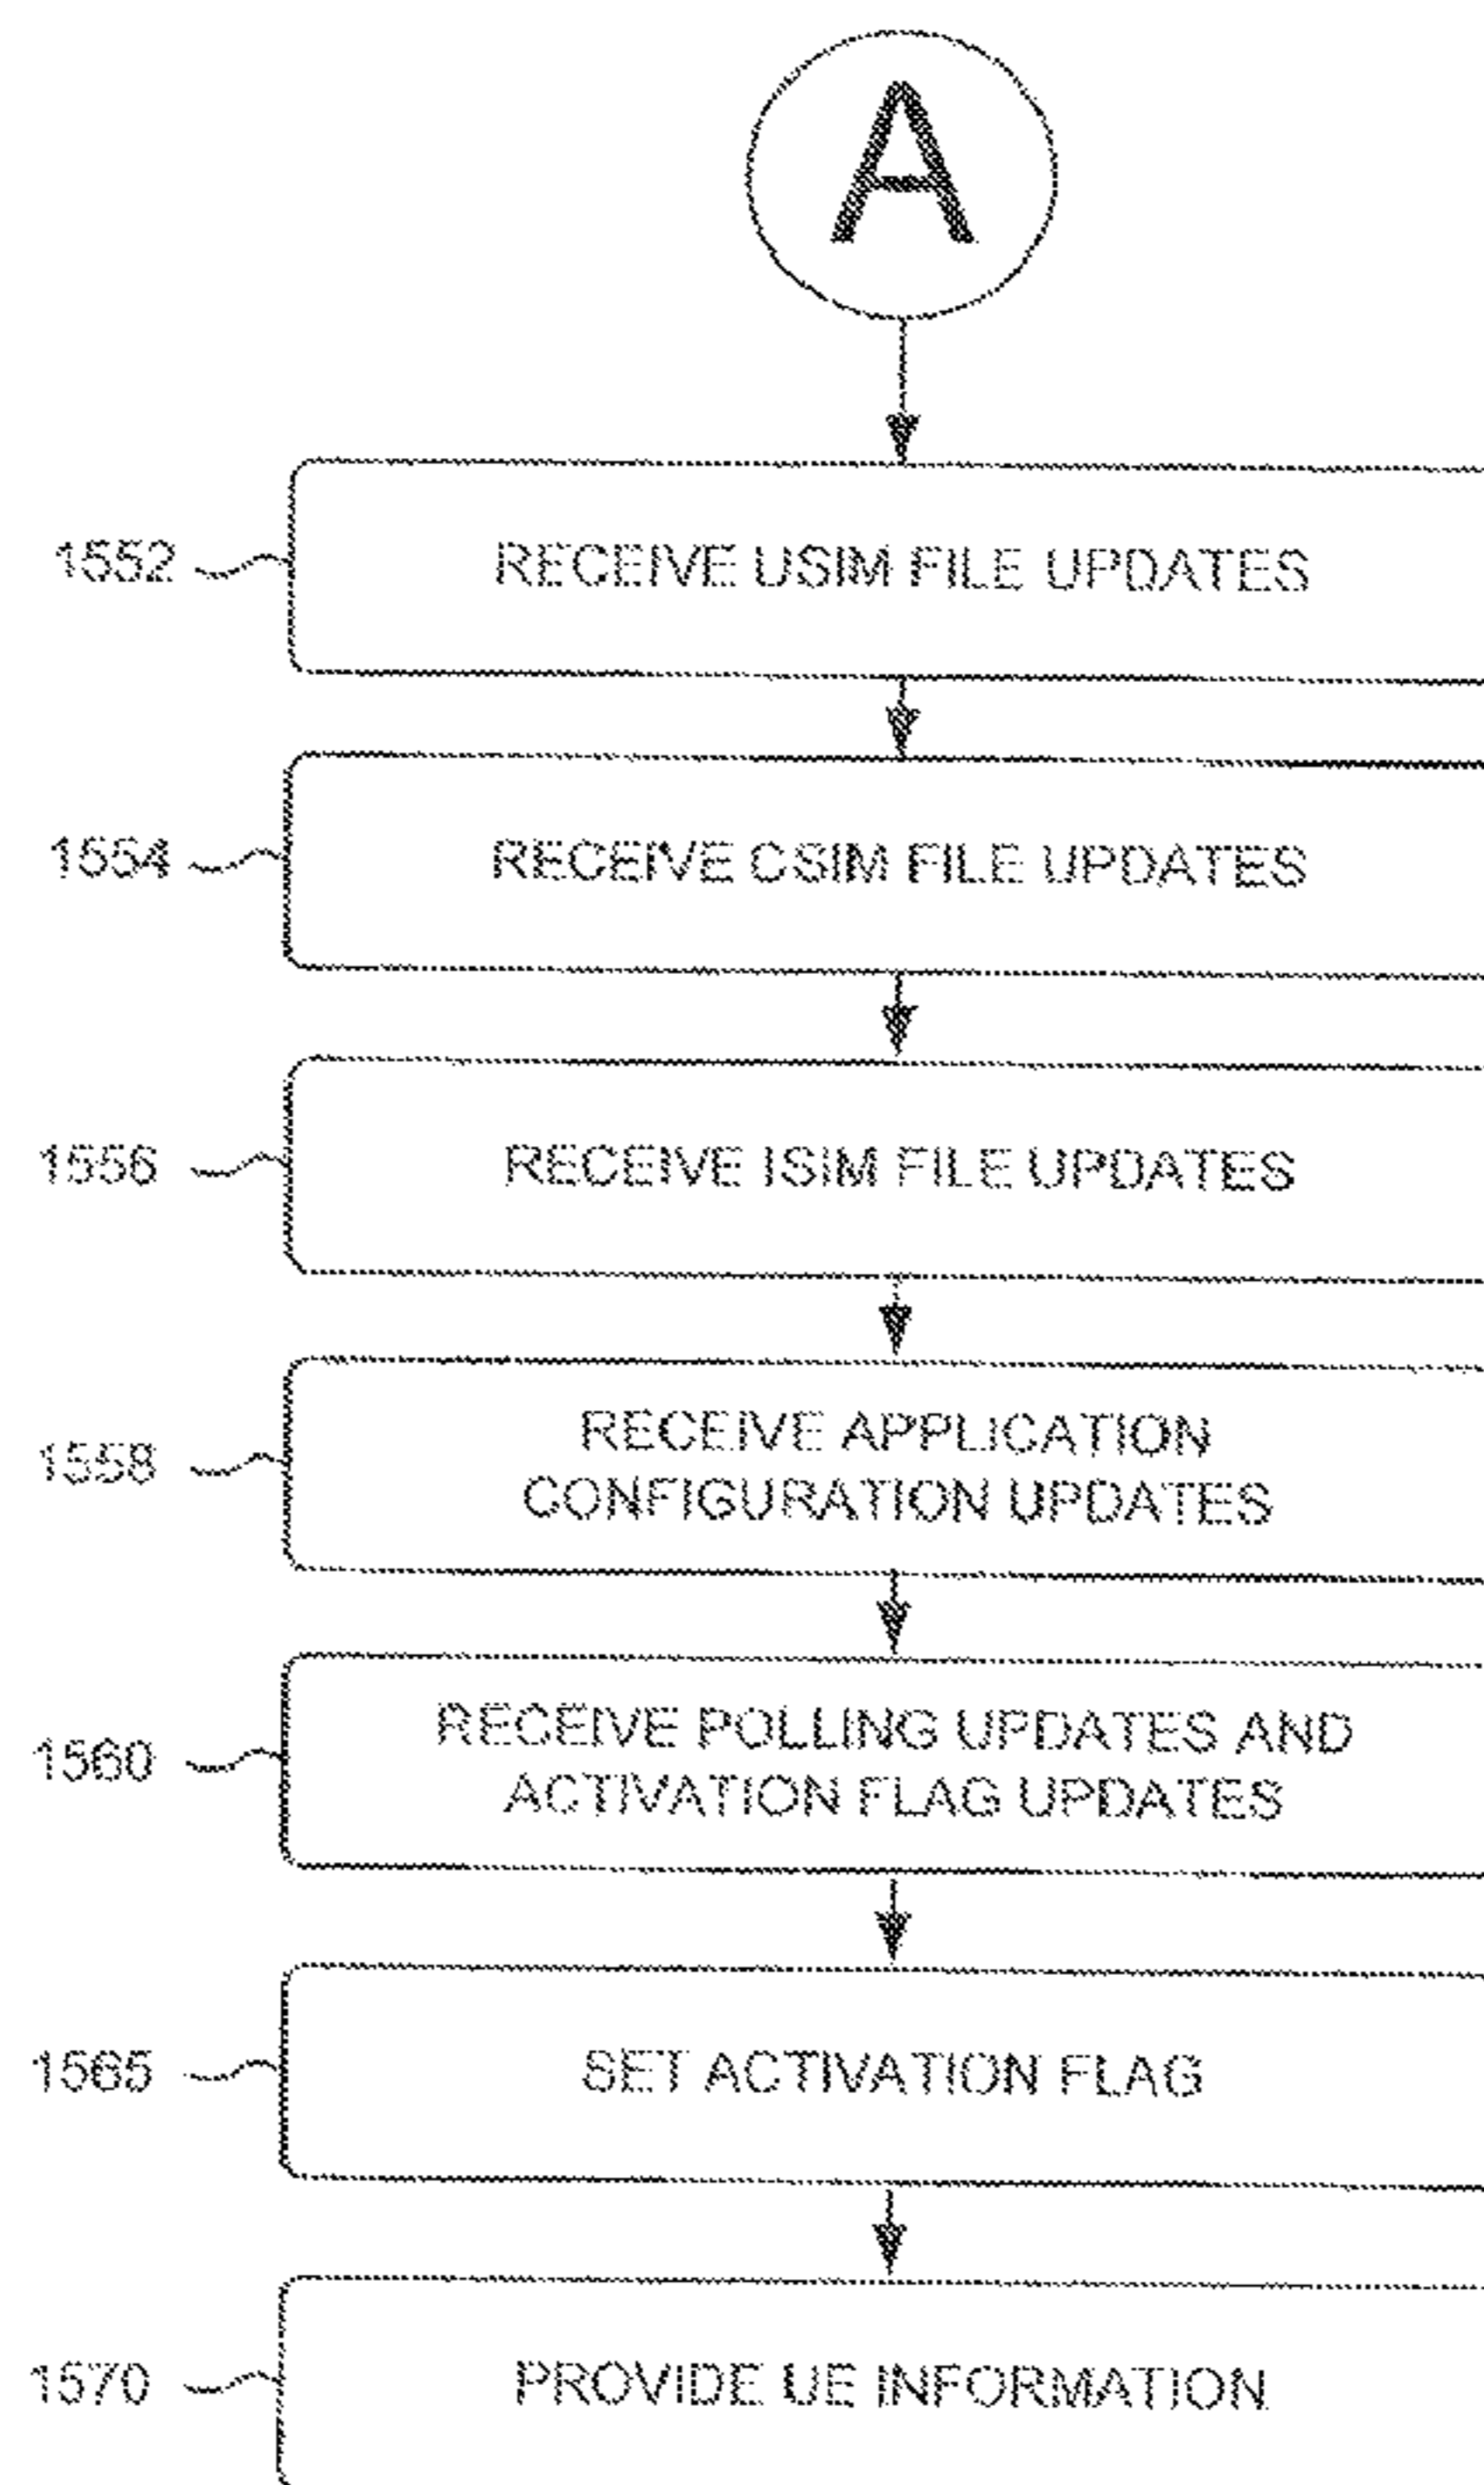 A
1552
RECEIVE USIM FILE UPDATES
1554
RECEIVE CSIM FILE UPDATES
1556
RECEIVE ISIM FILE UPDATES
1558
RECEIVE APPLICATION
CONFIGURATION UPDATES
1560
RECEIVE POLLING UPDATES AND
ACTIVATION FLAG UPDATES
1565
SET ACTIVATION FLAG
1570
PROVIDE UE INFORMATION